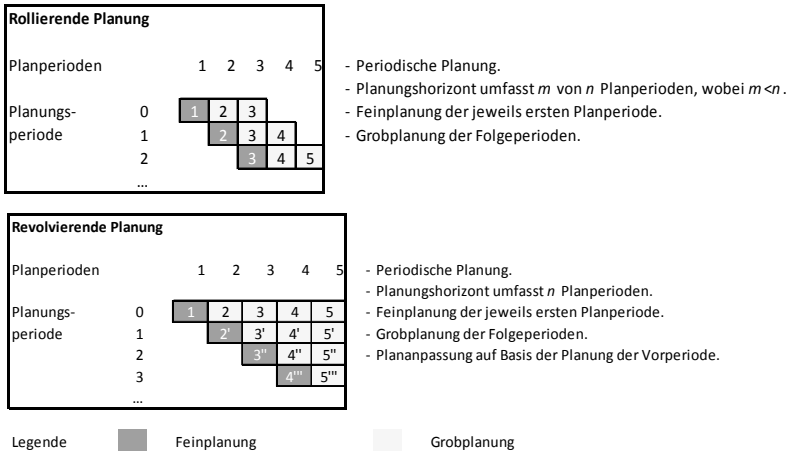 Rollierende Planung
Planperioden 1 2 3 4 5
- Periodische Planung.
- Planungshorizont umfasst m von n Planperioden, wobei m<n.
Planungs- 0 1 2 3
- Feinplanung der jeweils ersten Planperiode.
periode 1 2 3 4
- Grobplanung der Folgeperioden.
2 3 4 5
...
Revolvierende Planung
Planperioden 1 2 3 4 5
- Periodische Planung.
- Planungshorizont umfasst n Planperioden.
Planungs- 0 1 2 3 4 5
- Feinplanung der jeweils ersten Planperiode.
periode 1 2' 3' 4' 5'
- Grobplanung der Folgeperioden.
2 3'' 4'' 5''
- Plananpassung auf Basis der Planung der Vorperiode.
3 4''' 5'''
...
Legende Feinplanung Grobplanung